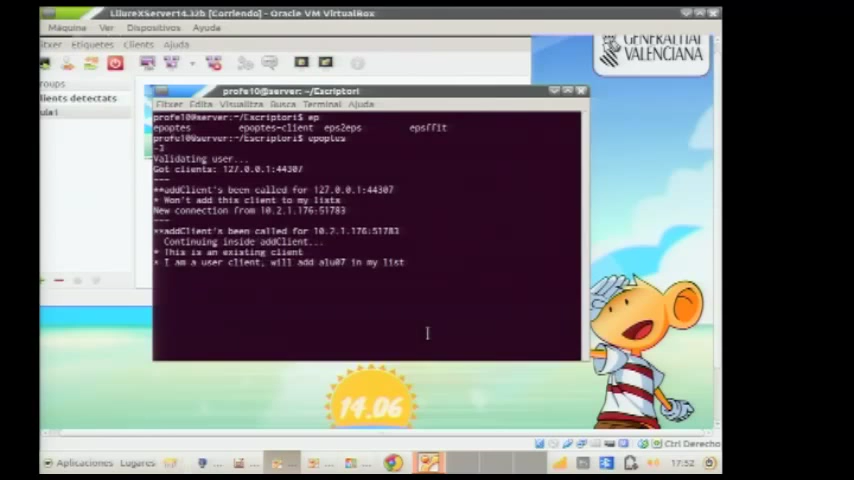 LliureXServer14.32b [Corriendo] - Oracle VM VirtualBox
Máquina Ver Dispositivos Ayuda
itxer Etiquetes Clients Ajuda
GENERALITAT
VALENCIANA
roups
lients detectats
ula1
profe10@server: ~/Escriptori
Fitxer Edita Visualitza Busca Terminal Ajuda
profe10@server:~/Escriptori$ ep
epoptes epoptes-client eps2eps epsffit
profe10@server:~/Escriptori$ epoptes
-3
Validating user...
Got clients: 127.0.0.1:44307
---
**addClient's been called for 127.0.0.1:44307
* Won't add this client to my lists
New connection from 10.2.1.176:51783
---
**addClient's been called for 10.2.1.176:51783
Continuing inside addClient...
* This is an existing client
* I am a user client, will add alu07 in my list
14.06
Ctrl Derecho
Aplicaciones Lugares
17:52